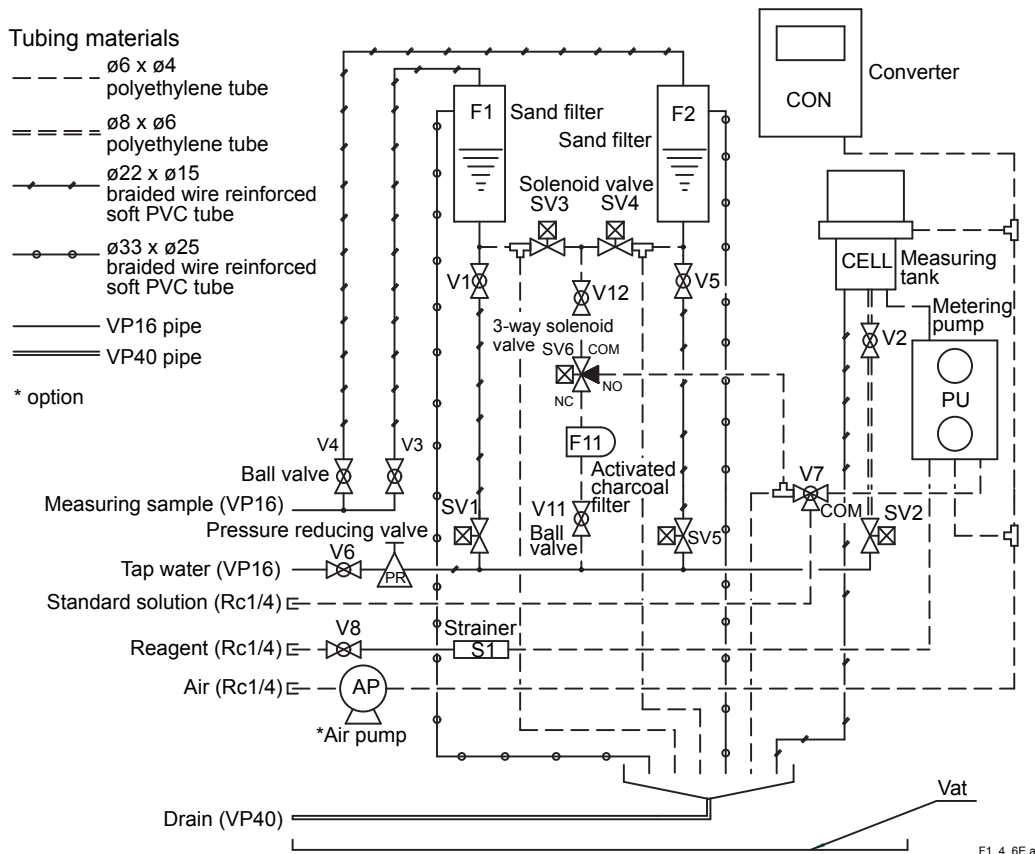 Tubing materials
ø6 x ø4
polyethylene tube
ø8 x ø6
polyethylene tube
ø22 x ø15
braided wire reinforced
soft PVC tube
ø33 x ø25
braided wire reinforced
soft PVC tube
VP16 pipe
VP40 pipe
* option
F1
Sand filter
F2
Sand filter
CON
Converter
Solenoid valve
SV3
SV4
V1
V12
V5
CELL
Measuring
tank
Metering
pump
V2
PU
3-way solenoid
valve
SV6
COM
NO
NC
F11
Activated
charcoal
filter
V4
V3
Ball valve
Measuring sample (VP16)
Pressure reducing valve
SV1
V11
Ball
valve
SV5
V7
COM
SV2
V6
PR
Tap water (VP16)
Standard solution (Rc1/4)
V8
Strainer
S1
Reagent (Rc1/4)
Air (Rc1/4)
AP
*Air pump
Drain (VP40)
Vat
F1_4_6E.a